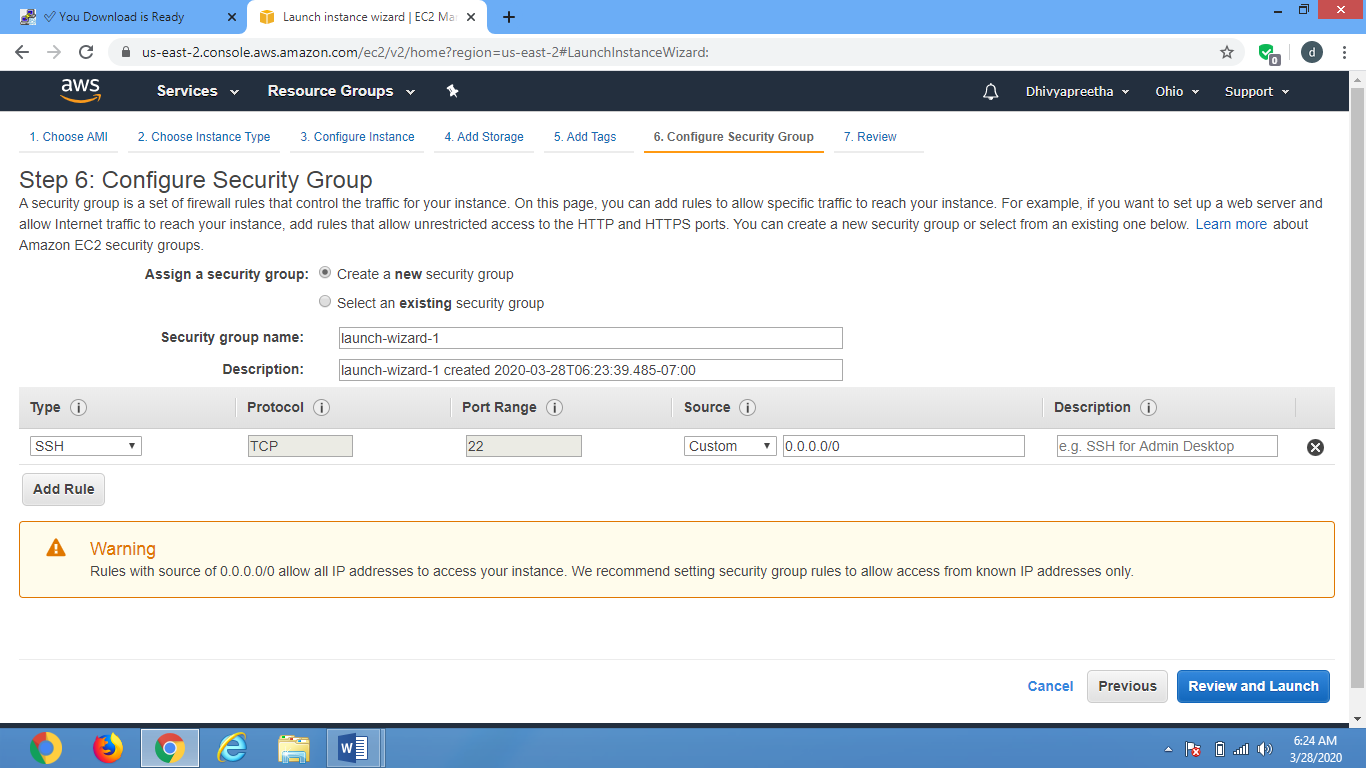 You Download is Ready
Launch instance wizard | EC2 Ma
us-east-2.console.aws.amazon.com/ec2/v2/home?region=us-east-2#LaunchInstanceWizard:
0
d
aws
Services
Resource Groups
Dhivyapreetha
Ohio
Support
1. Choose AMI
2. Choose Instance Type
3. Configure Instance
4. Add Storage
5. Add Tags
6. Configure Security Group
7. Review
Step 6: Configure Security Group
A security group is a set of firewall rules that control the traffic for your instance. On this page, you can add rules to allow specific traffic to reach your instance. For example, if you want to set up a web server and
allow Internet traffic to reach your instance, add rules that allow unrestricted access to the HTTP and HTTPS ports. You can create a new security group or select from an existing one below. Learn more about
Amazon EC2 security groups.
Assign a security group: Create a new security group
Select an existing security group
Security group name: launch-wizard-1
Description: launch-wizard-1 created 2020-03-28T06:23:39.485-07:00
Type Protocol Port Range Source Description
SSH TCP 22 Custom 0.0.0.0/0 e.g. SSH for Admin Desktop
Add Rule
Warning
Rules with source of 0.0.0.0/0 allow all IP addresses to access your instance. We recommend setting security group rules to allow access from known IP addresses only.
Cancel Previous Review and Launch
6:24 AM
3/28/2020